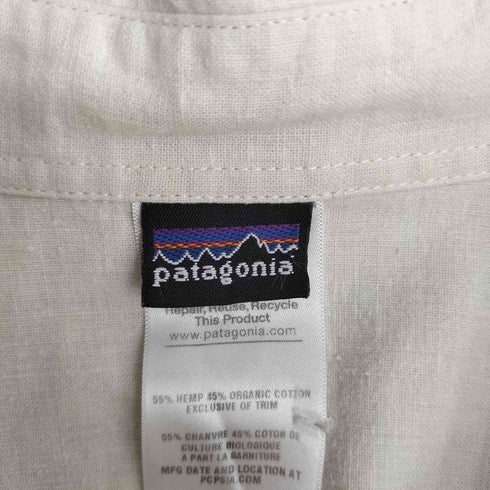 patagonia
Repair, Reuse, Recycle
This Product
www.patagonia.com
55% HEMP 45% ORGANIC COTTON
EXCLUSIVE OF TRIM
55% CHANVRE 45% COTON DE
CULTURE BIOLOGIQUE
A PART LA GARNITURE
MFG DATE AND LOCATION AT
PCPSIA.COM